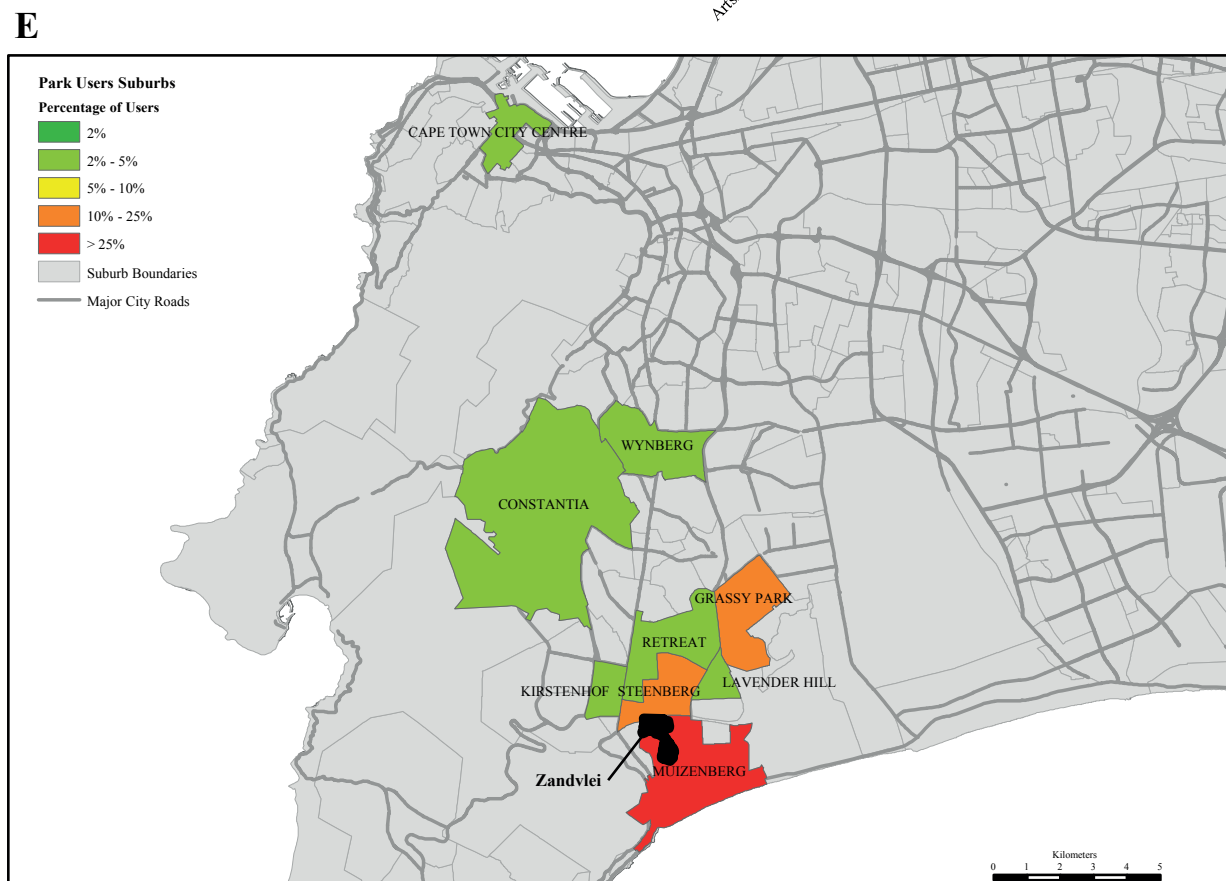 Arts
E
Park Users Suburbs
Percentage of Users
2%
2% - 5%
5% - 10%
10% - 25%
> 25%
Suburb Boundaries
Major City Roads
CAPE TOWN CITY CENTRE
WYNBERG
CONSTANTIA
GRASSY PARK
RETREAT
LAVENDER HILL
KIRSTENHOF
STEENBERG
MUIZENBERG
Zandvlei
Kilometers
0 1 2 3 4 5